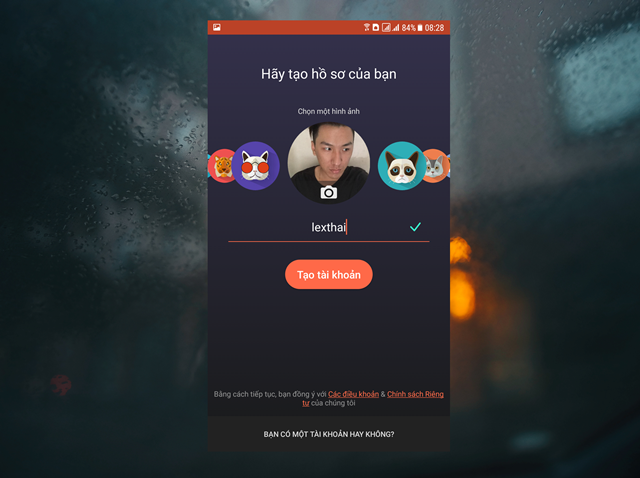 84% 08:28
Hãy tạo hồ sơ của bạn
Chọn một hình ảnh
lexthai
Tạo tài khoản
Bằng cách tiếp tục, bạn đồng ý với Các điều khoản & Chính sách Riêng
tư của chúng tôi
BẠN CÓ MỘT TÀI KHOẢN HAY KHÔNG?